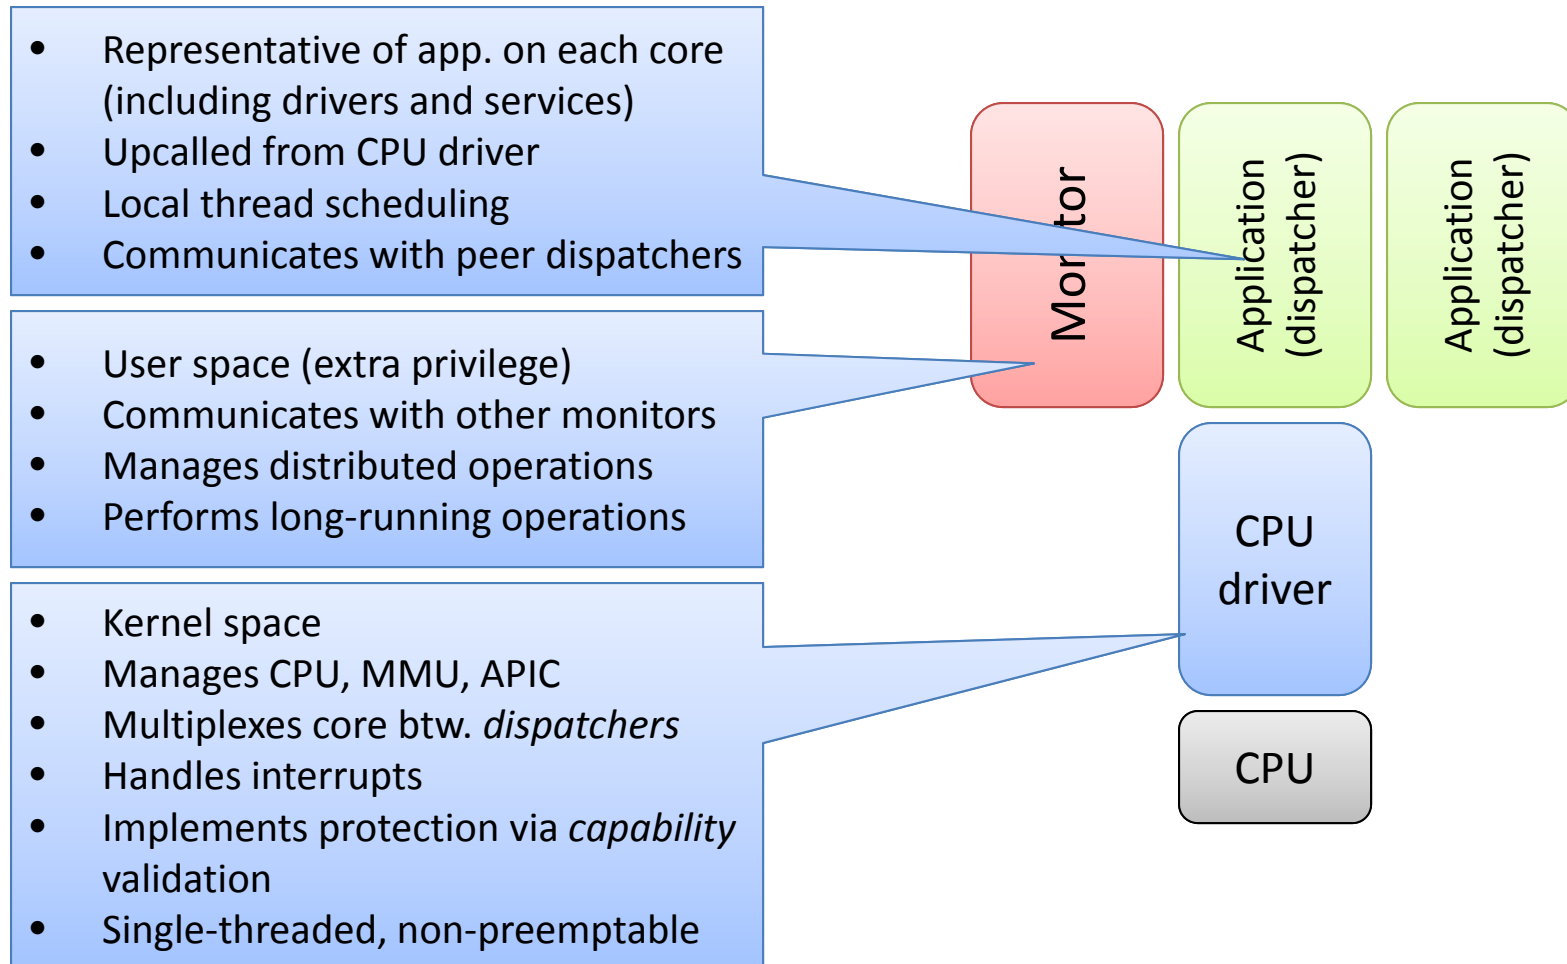 • Representative of app. on each core
(including drivers and services)
• Upcalled from CPU driver
• Local thread scheduling
• Communicates with peer dispatchers
• User space (extra privilege)
• Communicates with other monitors
• Manages distributed operations
• Performs long-running operations
• Kernel space
• Manages CPU, MMU, APIC
• Multiplexes core btw. dispatchers
• Handles interrupts
• Implements protection via capability
validation
• Single-threaded, non-preemptable
Monitor
Application
(dispatcher)
Application
(dispatcher)
CPU
driver
CPU